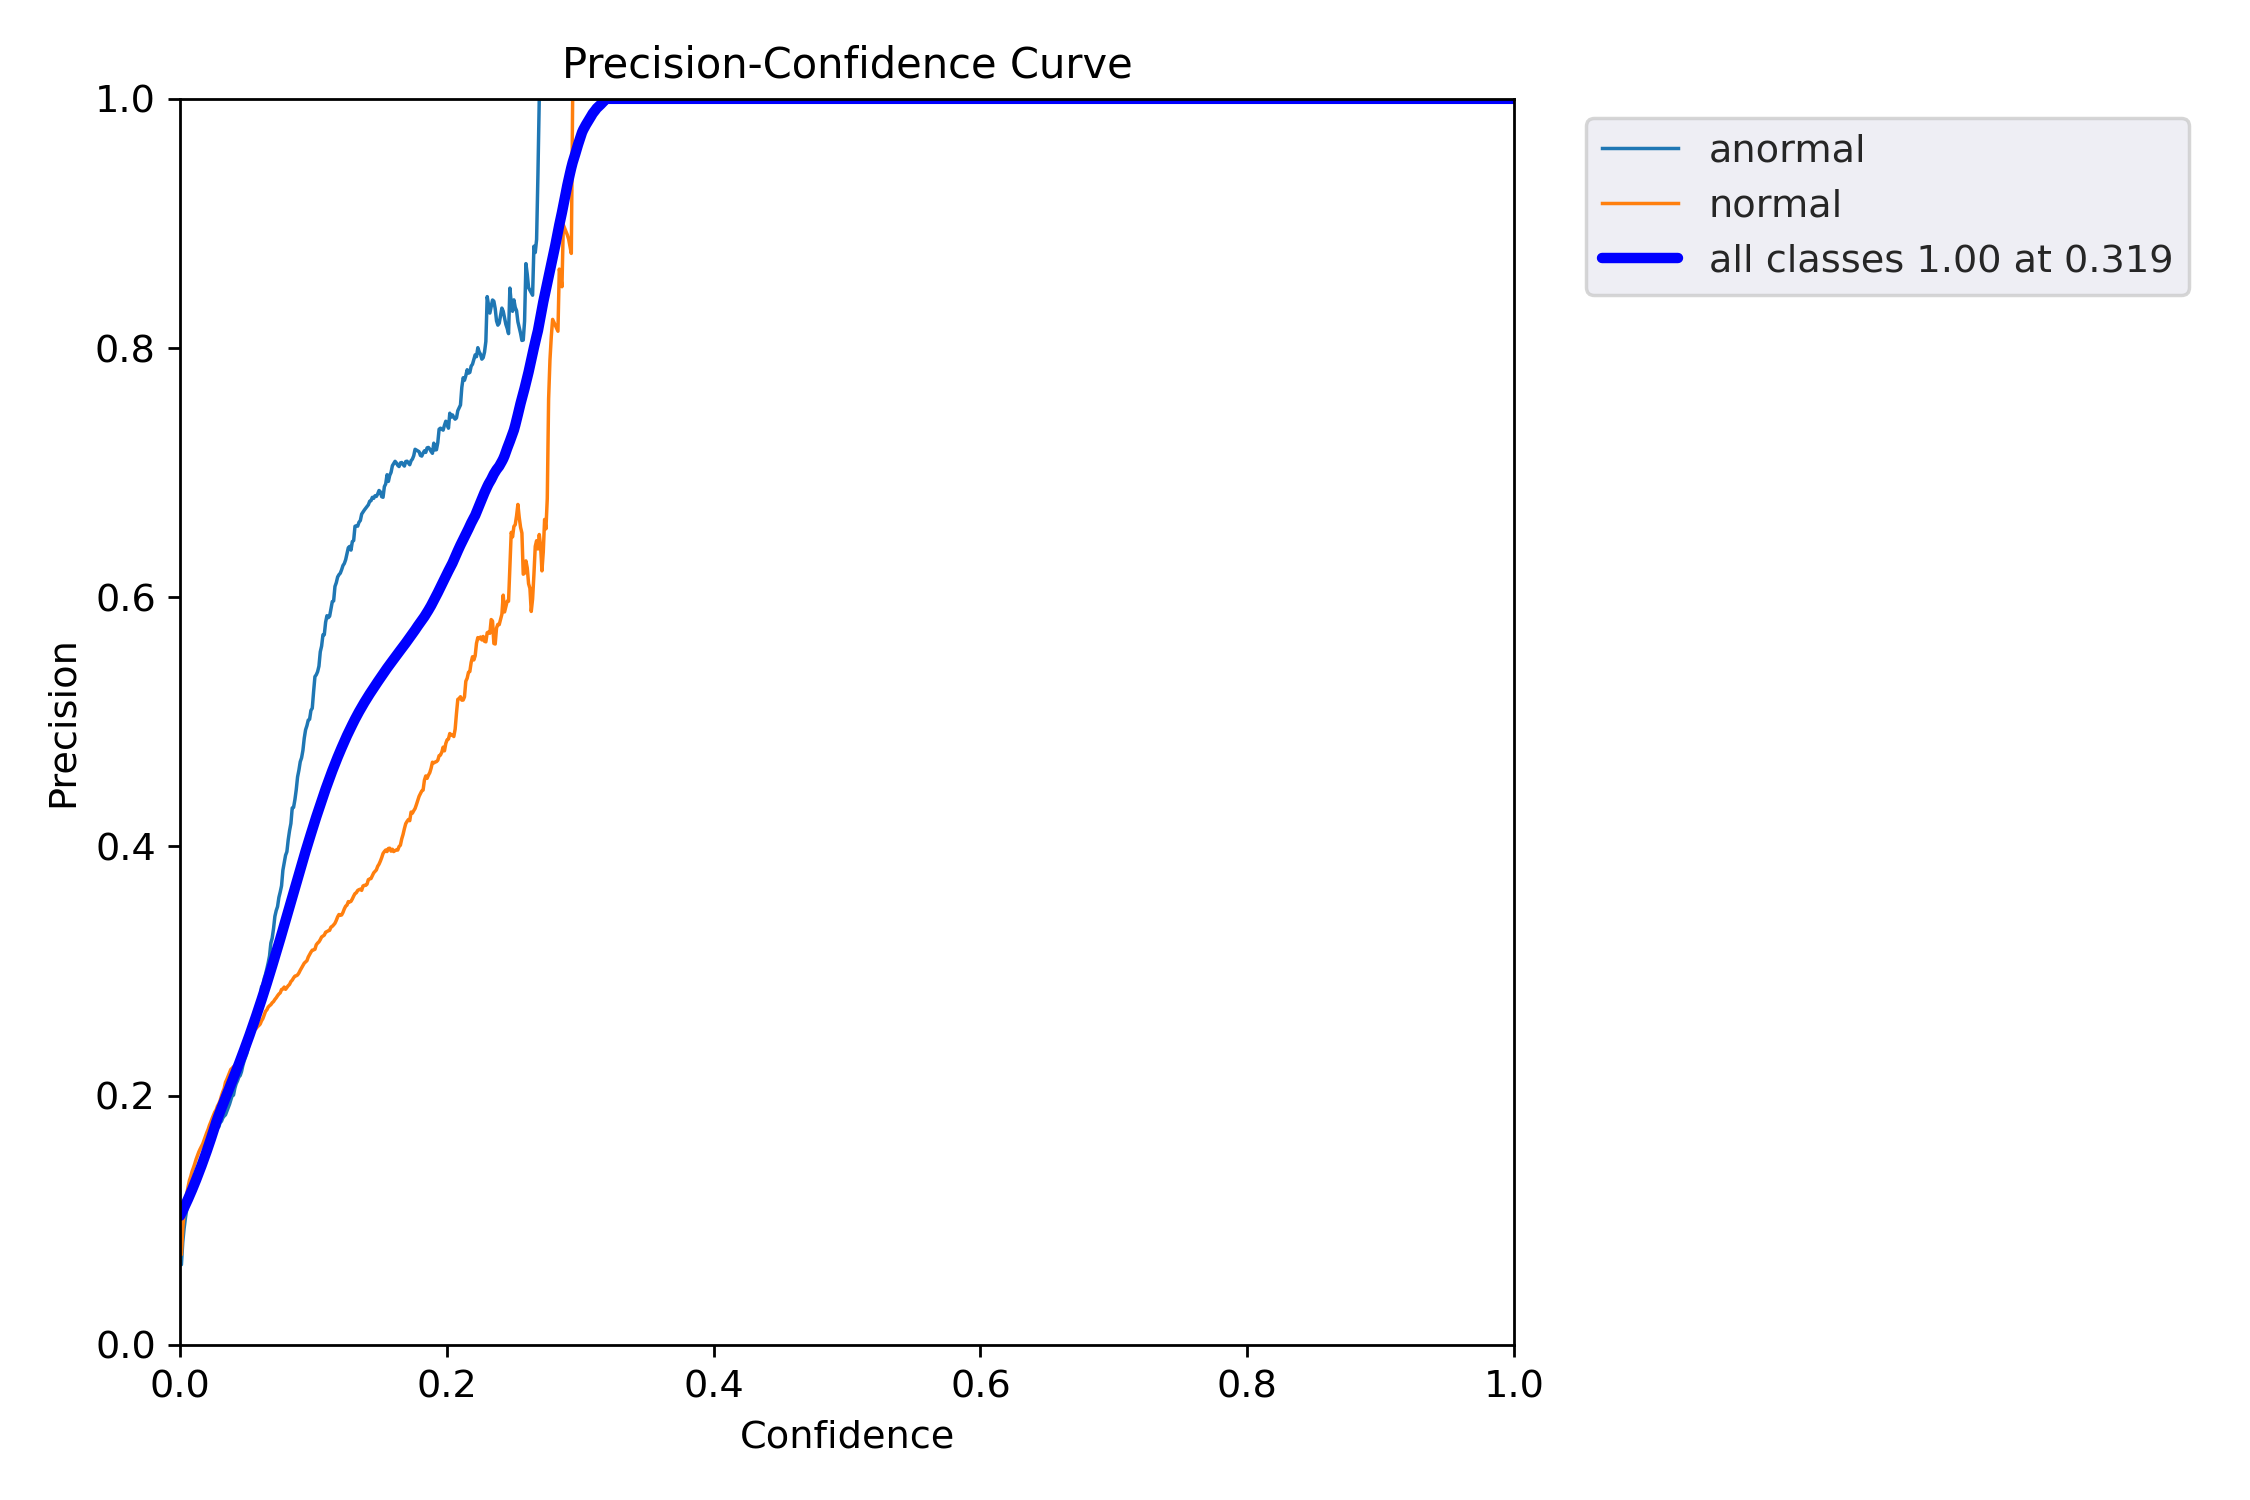 Precision-Confidence Curve
1.0
0.8
0.6
0.4
0.2
0.0
Precision
0.0 0.2 0.4 0.6 0.8 1.0
Confidence
anormal
normal
all classes 1.00 at 0.319